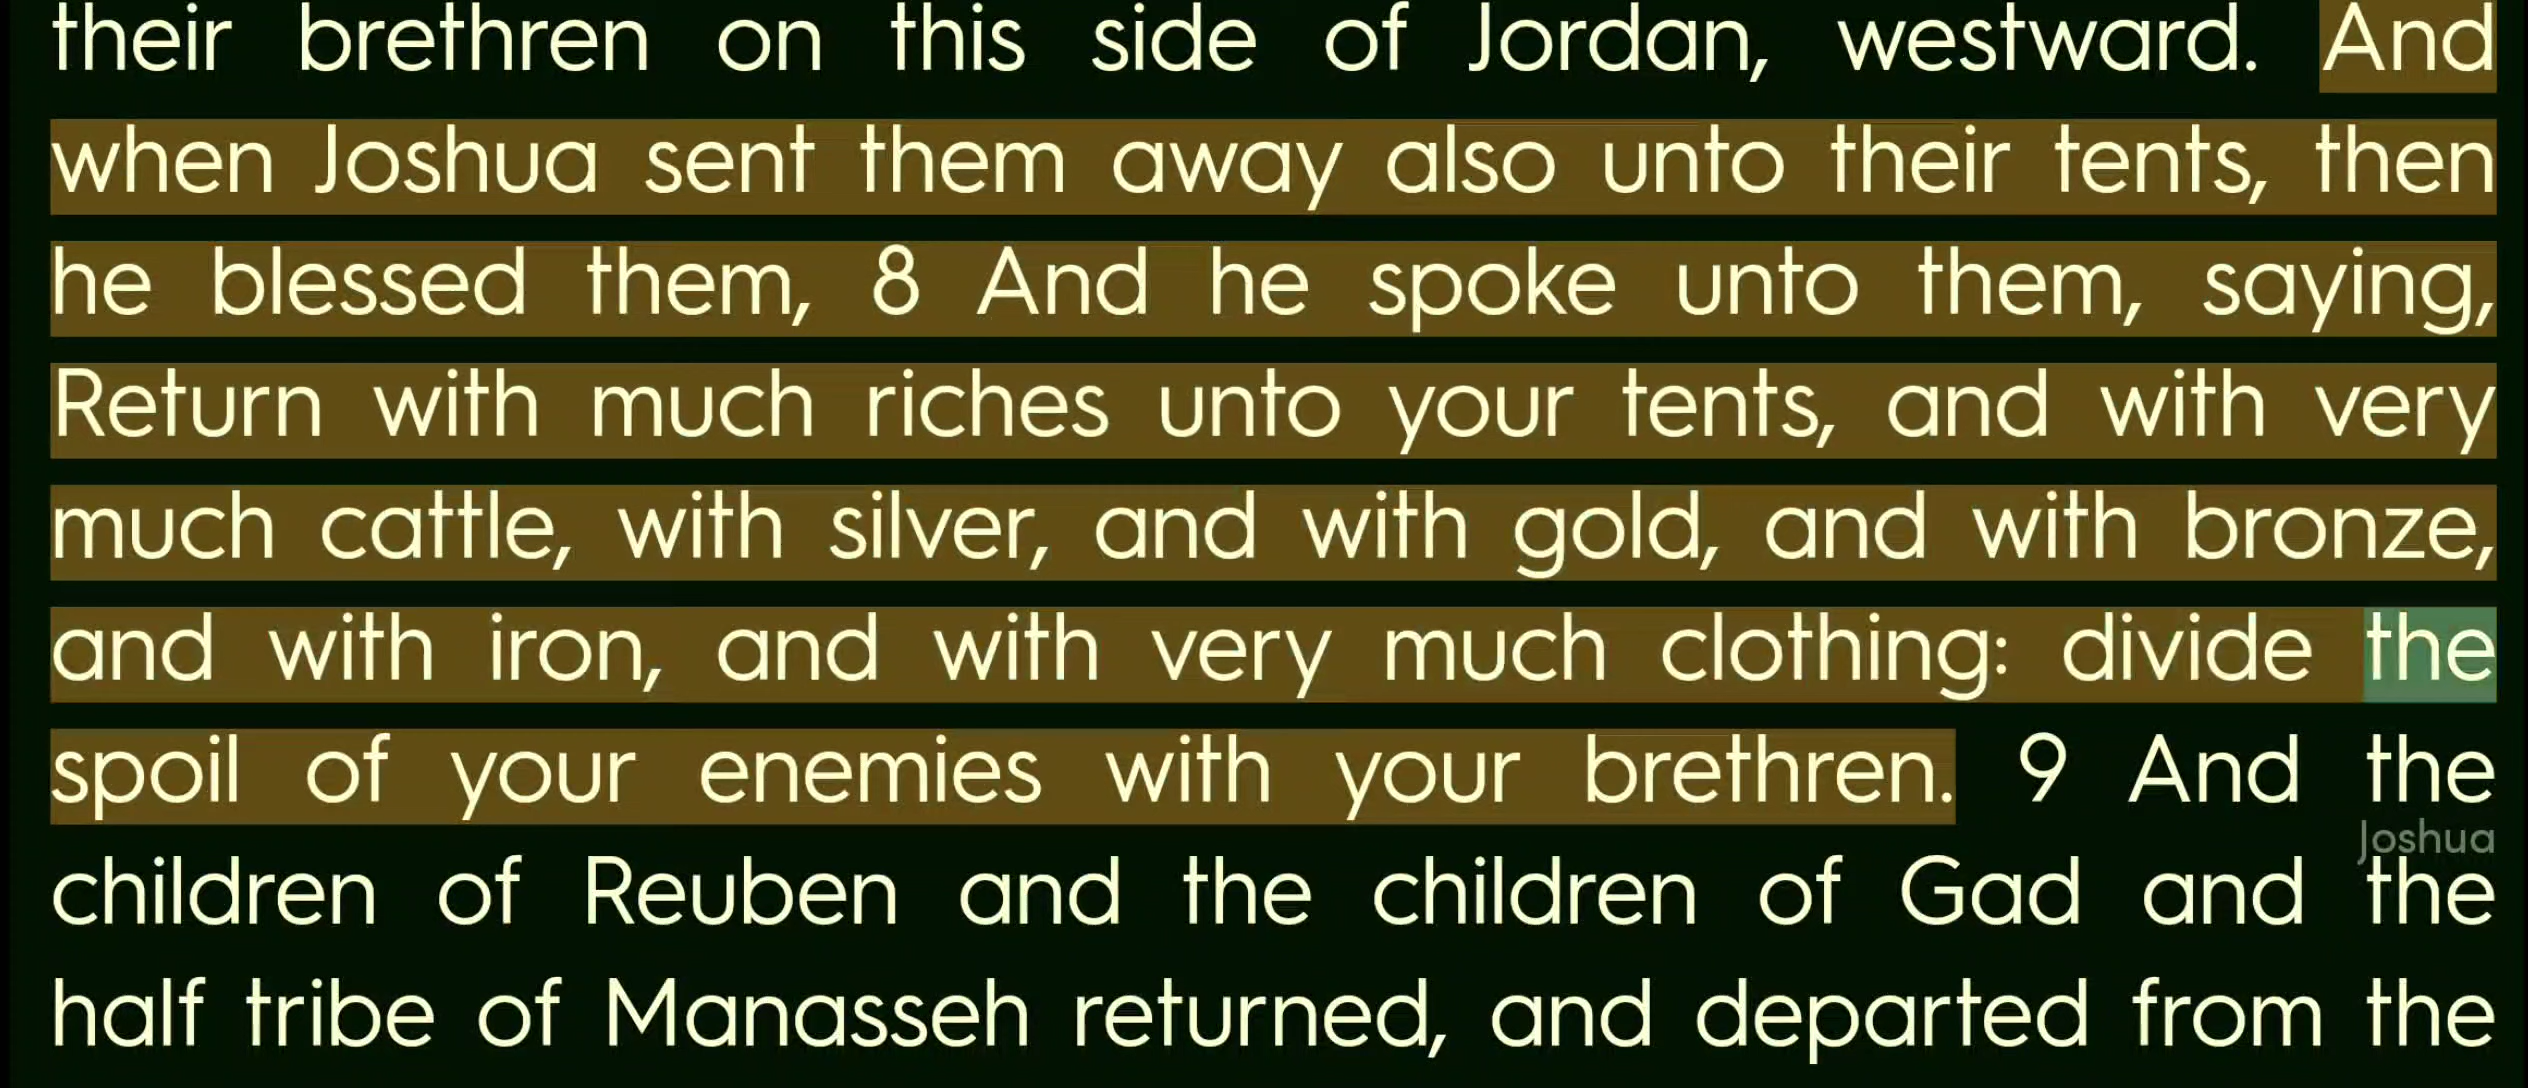 their brethren on this side of Jordan, westward. And
when Joshua sent them away also unto their tents, then
he blessed them, 8 And he spoke unto them, saying,
Return with much riches unto your tents, and with very
much cattle, with silver, and with gold, and with bronze,
and with iron, and with very much clothing: divide the
spoil of your enemies with your brethren. 9 And the
Joshua
children of Reuben and the children of Gad and the
half tribe of Manasseh returned, and departed from the